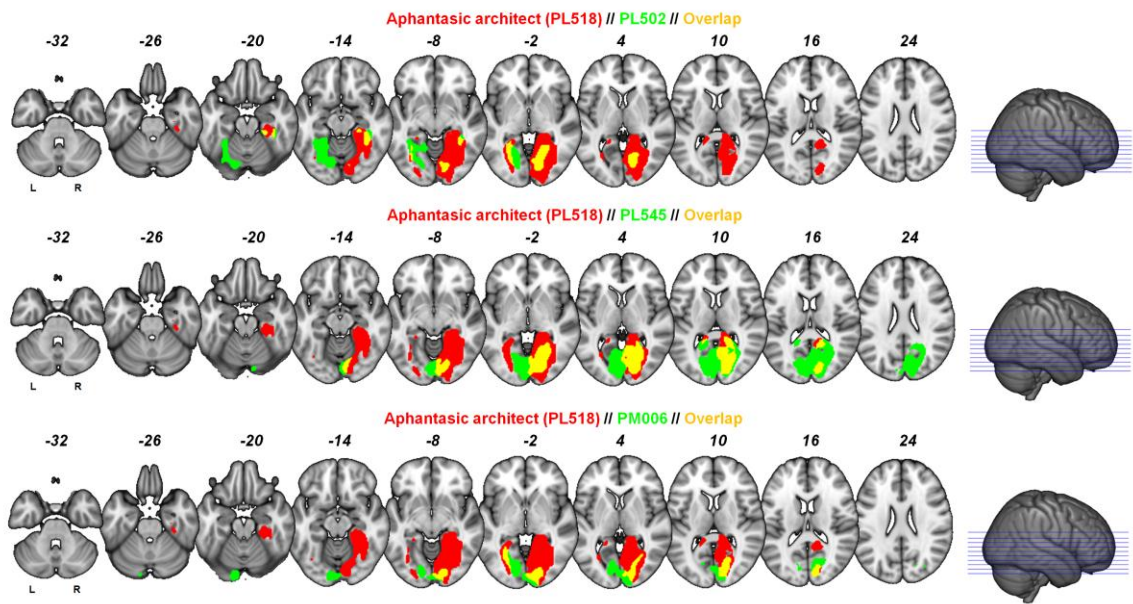 Aphantasic architect (PL518) // PL502 // Overlap
-32 -26 -20 -14 -8 -2 4 10 16 24
L R
Aphantasic architect (PL518) // PL545 // Overlap
-32 -26 -20 -14 -8 -2 4 10 16 24
L R
Aphantasic architect (PL518) // PM006 // Overlap
-32 -26 -20 -14 -8 -2 4 10 16 24
L R